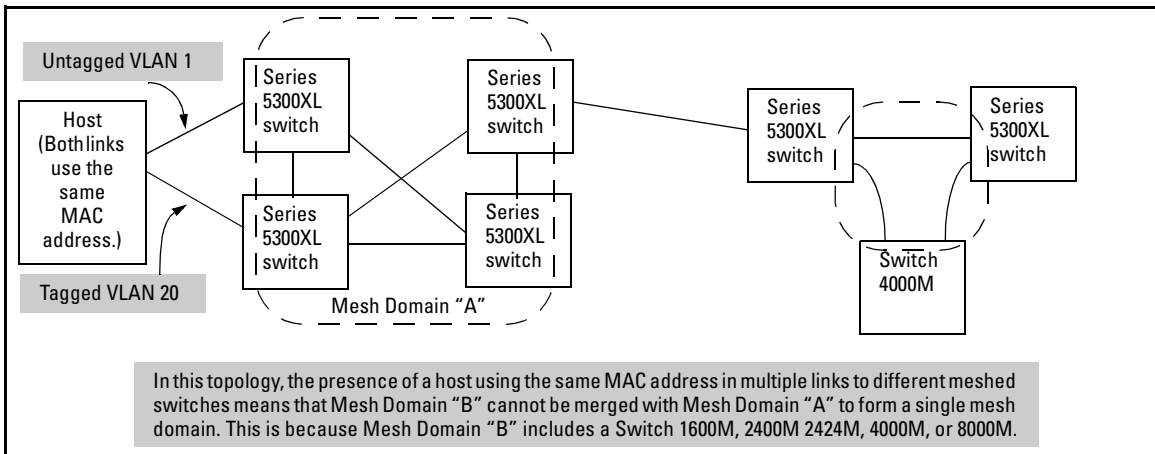 Untagged VLAN 1
Host
(Both links
use the
same
MAC
address.)
Tagged VLAN 20
Series
5300XL
switch
Series
5300XL
switch
Series
5300XL
switch
Series
5300XL
switch
Mesh Domain “A”
Series
5300XL
switch
Series
5300XL
switch
Switch
4000M
In this topology, the presence of a host using the same MAC address in multiple links to different meshed
switches means that Mesh Domain “B” cannot be merged with Mesh Domain “A” to form a single mesh
domain. This is because Mesh Domain “B” includes a Switch 1600M, 2400M 2424M, 4000M, or 8000M.